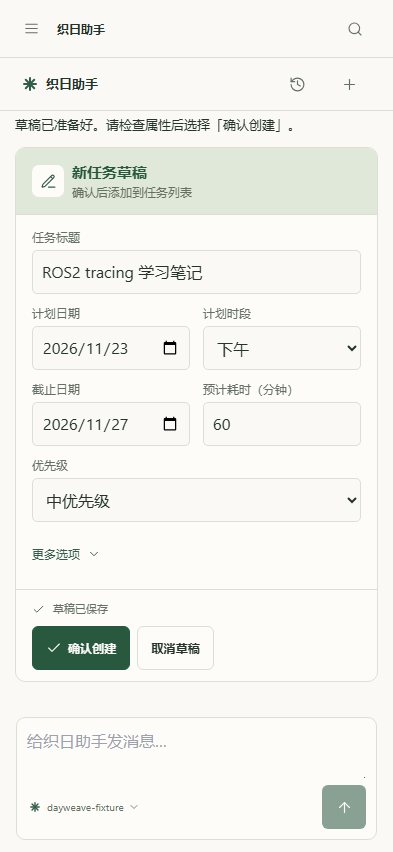 织日助手
织日助手
草稿已准备好。请检查属性后选择「确认创建」。
新任务草稿
确认后添加到任务列表
任务标题
ROS2 tracing 学习笔记
计划日期
计划时段
2026/11/23
下午
截止日期
预计耗时（分钟）
2026/11/27
60
优先级
中优先级
更多选项
草稿已保存
确认创建
取消草稿
给织日助手发消息...
dayweave-fixture